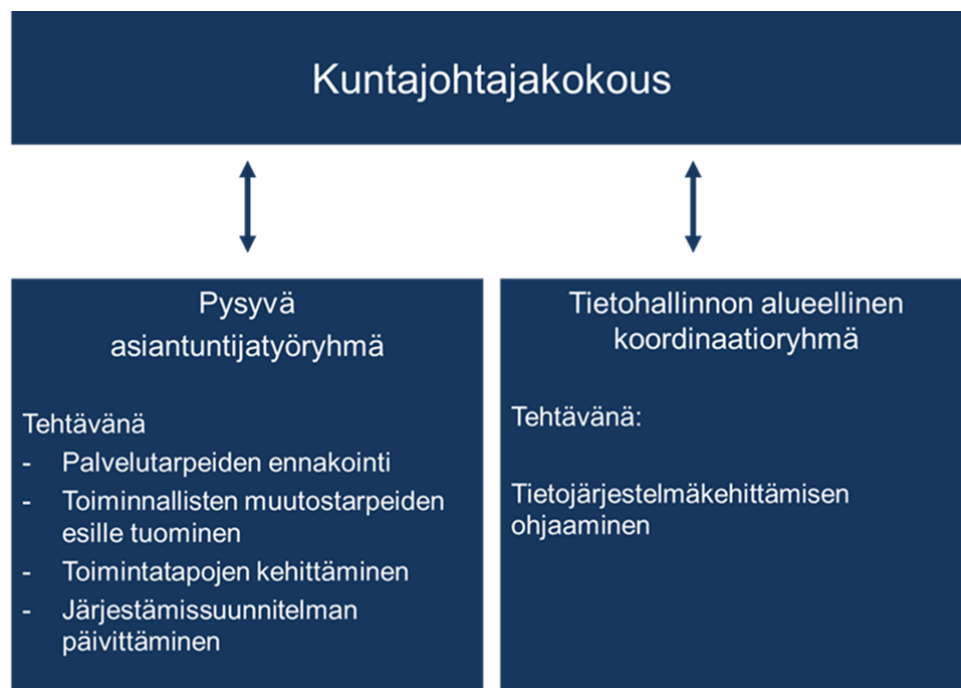 Kuntajohtajakokous
Pysyvä
asiantuntijatyöryhmä
Tehtävänä
- Palvelutarpeiden ennakointi
- Toiminnallisten muutostarpeiden
esille tuominen
- Toimintatapojen kehittäminen
- Järjestämissuunnitelman
päivittäminen
Tietohallinnon alueellinen
koordinaatioryhmä
Tehtävänä:
Tietojärjestelmäkehittämisen
ohjaaminen